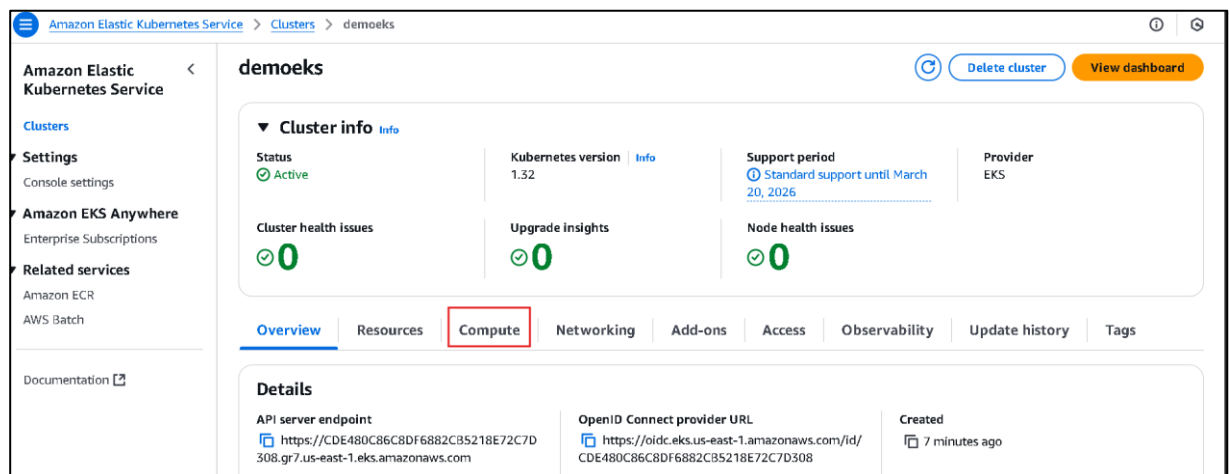 Amazon Elastic Kubernetes Service > Clusters > demoeks
Amazon Elastic
Kubernetes Service
Clusters
Settings
Console settings
Amazon EKS Anywhere
Enterprise Subscriptions
Related services
Amazon ECR
AWS Batch
Documentation
demoeks
Delete cluster
View dashboard
Cluster info Info
Status
Active
Kubernetes version Info
1.32
Support period
Standard support until March
20, 2026
Provider
EKS
Cluster health issues
0
Upgrade insights
0
Node health issues
0
Overview Resources Compute Networking Add-ons Access Observability Update history Tags
Details
API server endpoint
https://CDE480C86C8DF6882CB5218E72C7D
308.gr7.us-east-1.eks.amazonaws.com
OpenID Connect provider URL
https://oidc.eks.us-east-1.amazonaws.com/id/
CDE480C86C8DF6882CB5218E72C7D308
Created
7 minutes ago